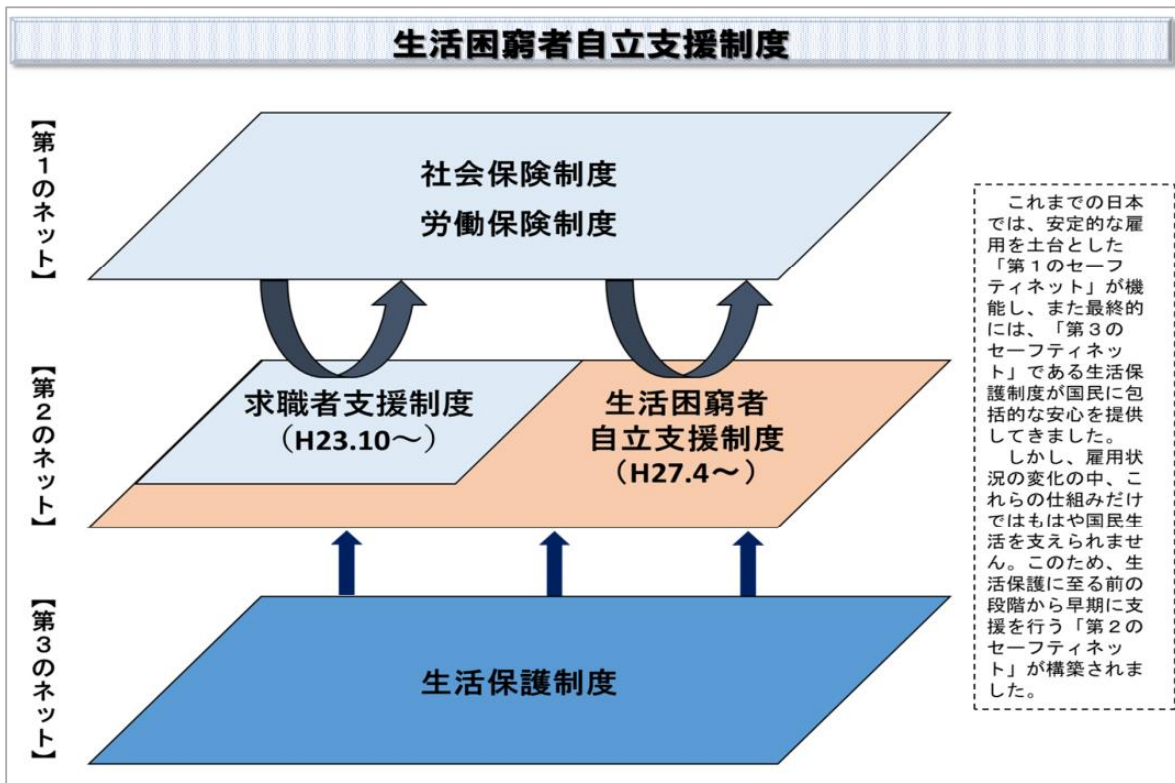 生活困窮者自立支援制度
【第1のネット】
社会保険制度
労働保険制度
【第2のネット】
求職者支援制度
（H23.10～）
生活困窮者
自立支援制度
（H27.4～）
【第3のネット】
生活保護制度
これまでの日本
では、安定的な雇
用を土台とした
「第１のセーフ
ティネット」が機
能し、また最終的
には、「第３の
セーフティネッ
ト」である生活保
護制度が国民に包
括的な安心を提供
してきました。
しかし、雇用状
況の変化の中、こ
れらの仕組みだけ
ではもはや国民生
活を支えられませ
ん。このため、生
活保護に至る前の
段階から早期に支
援を行う「第２の
セーフティネッ
ト」が構築されま
した。